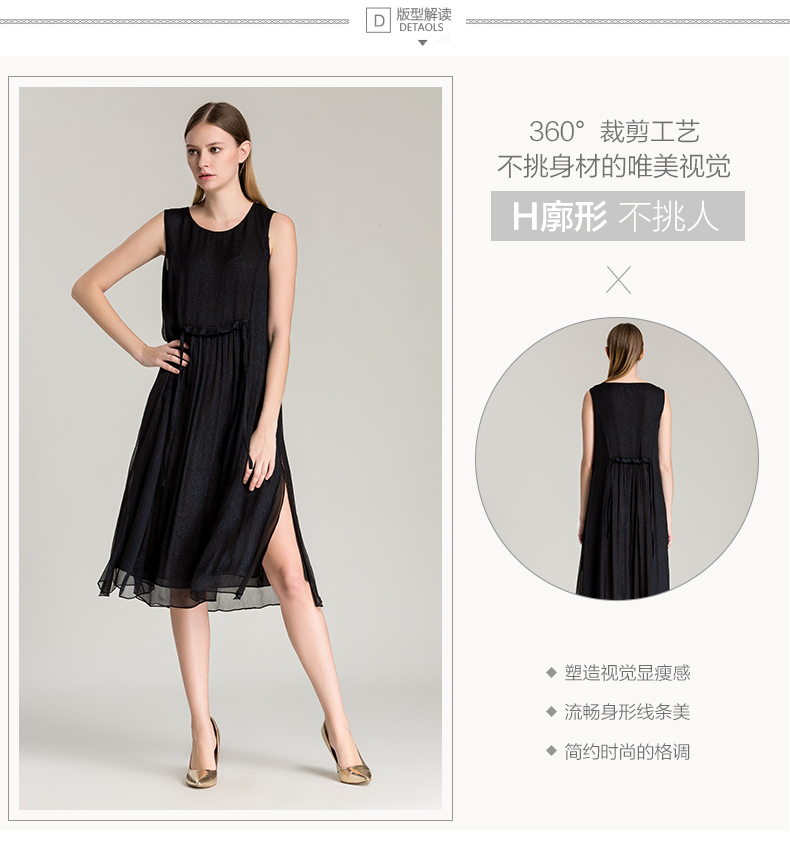 D
版型解读
DETAOLS
360°裁剪工艺
不挑身材的唯美视觉
H廓形 不挑人
塑造视觉显瘦感
流畅身形线条美
简约时尚的格调